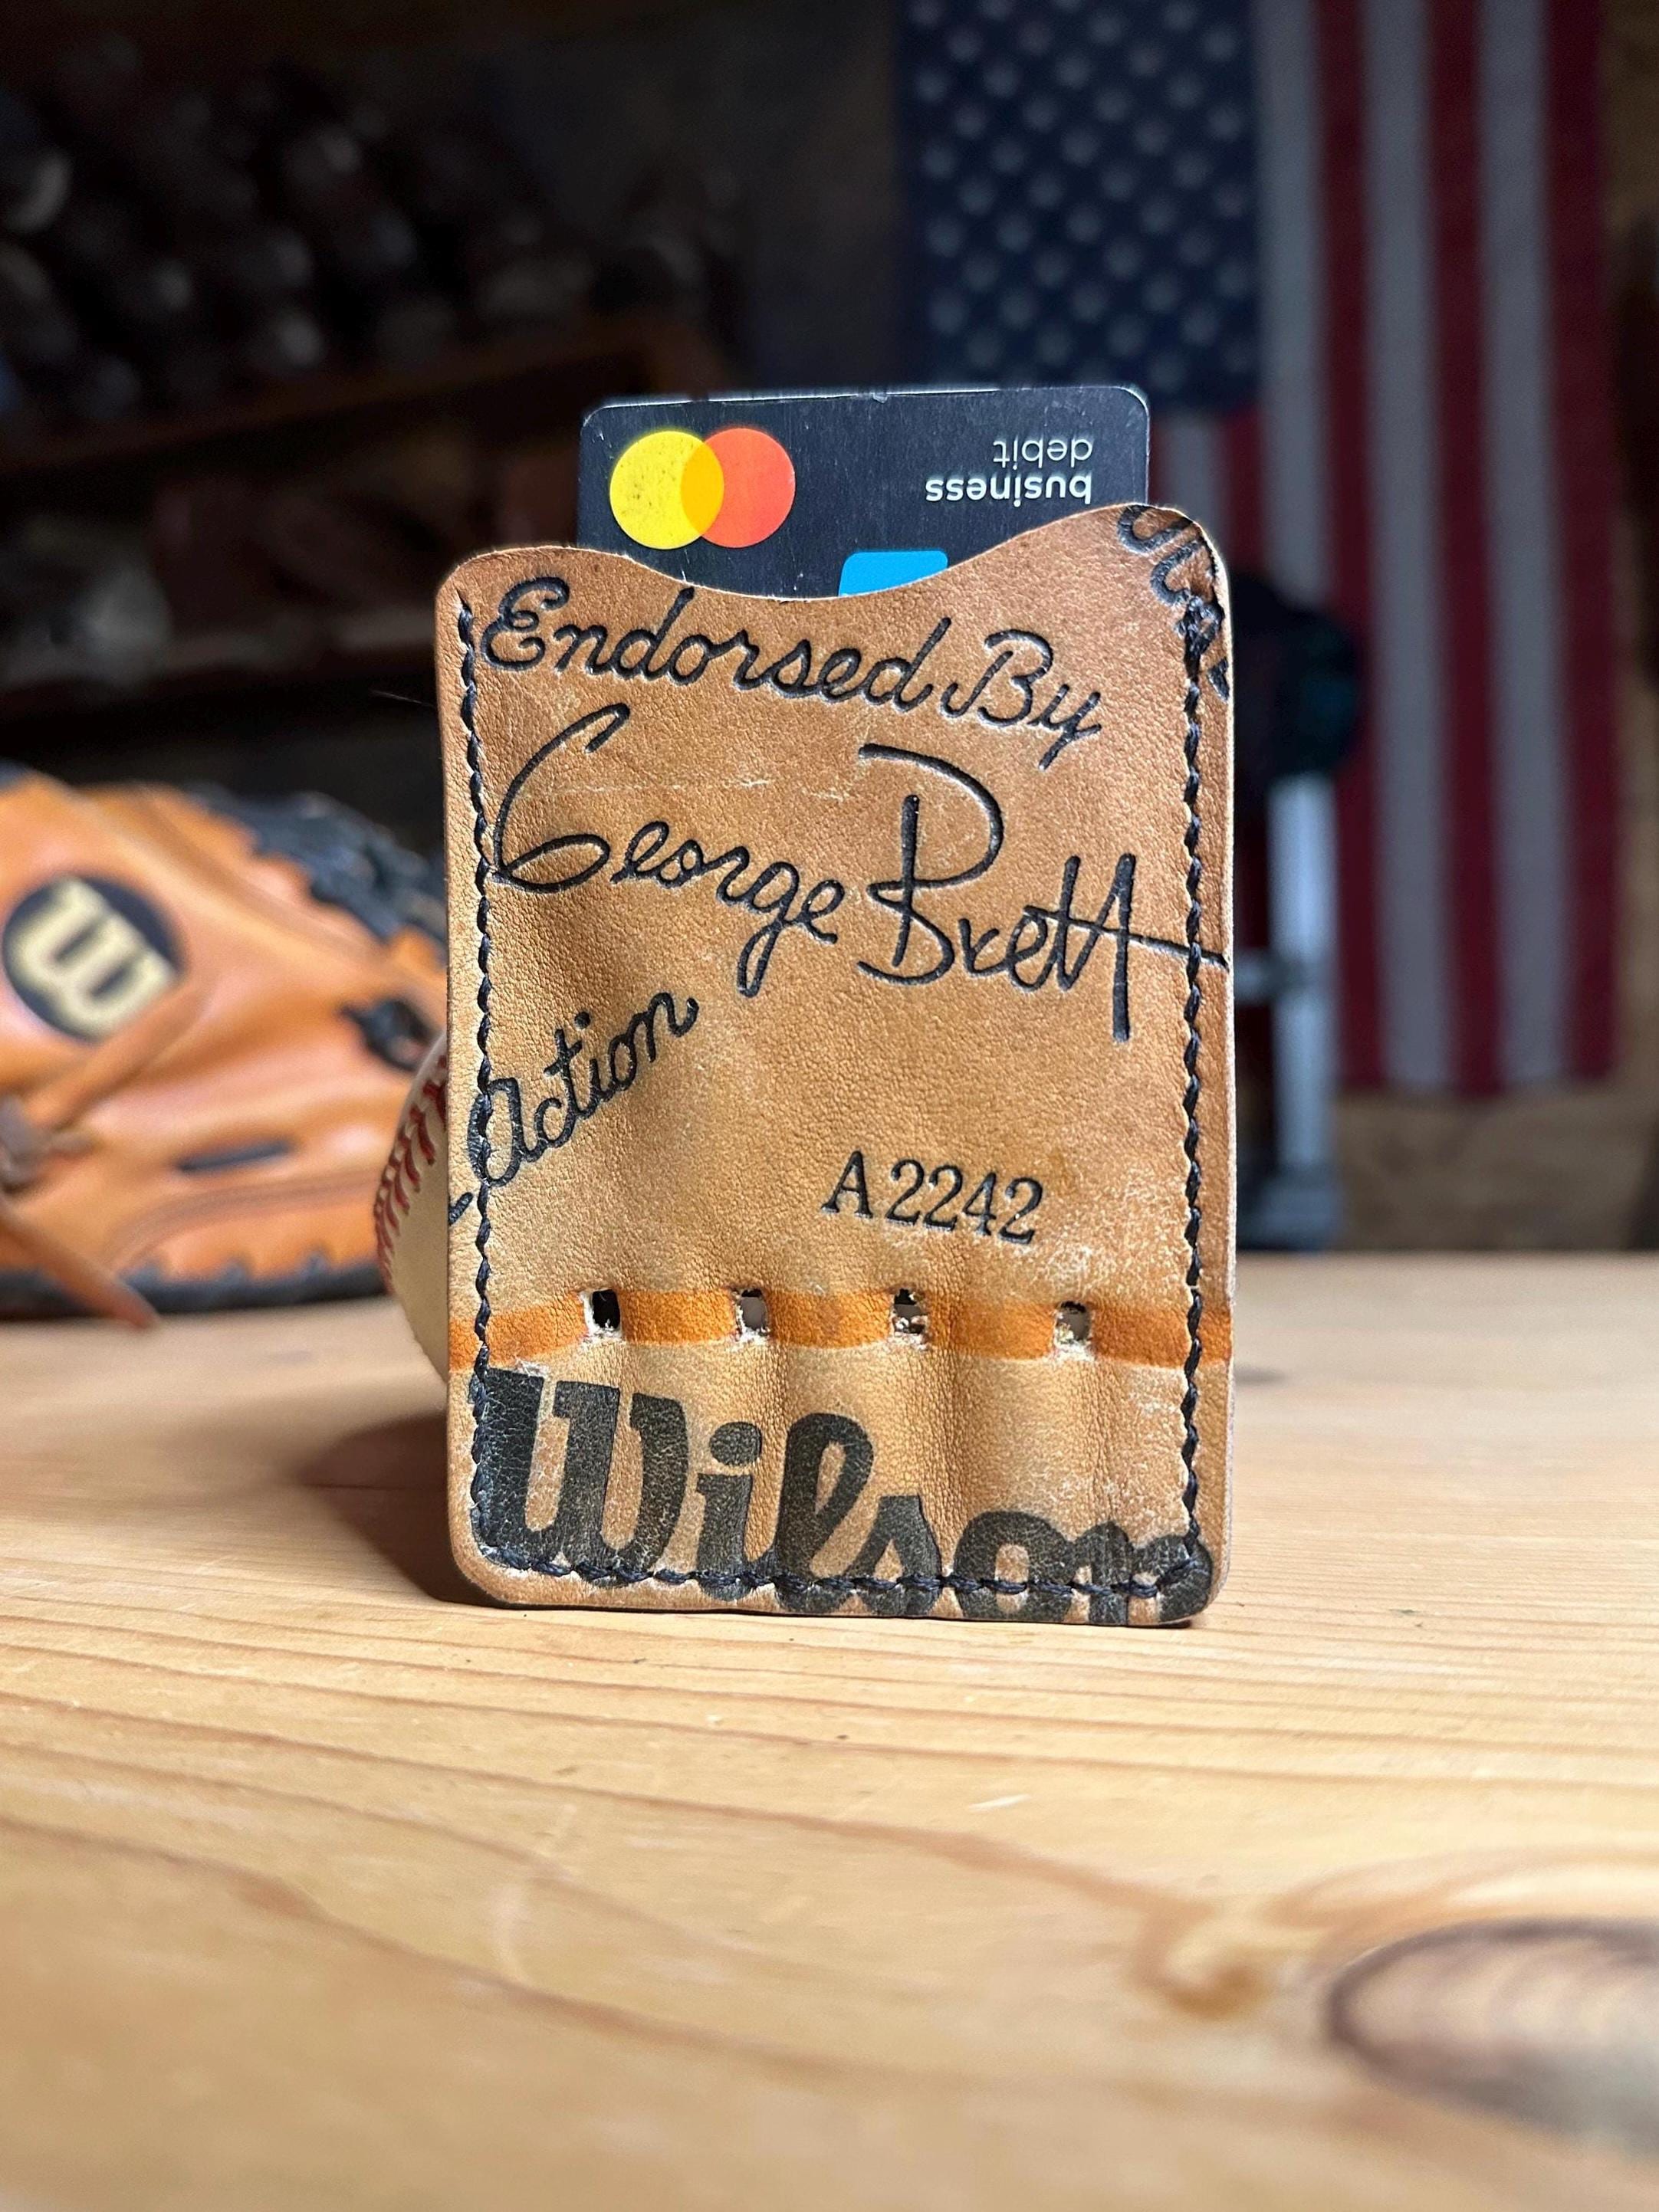 business
debit
Endorsed By
George Brett
Action
A2242
Wilson
W